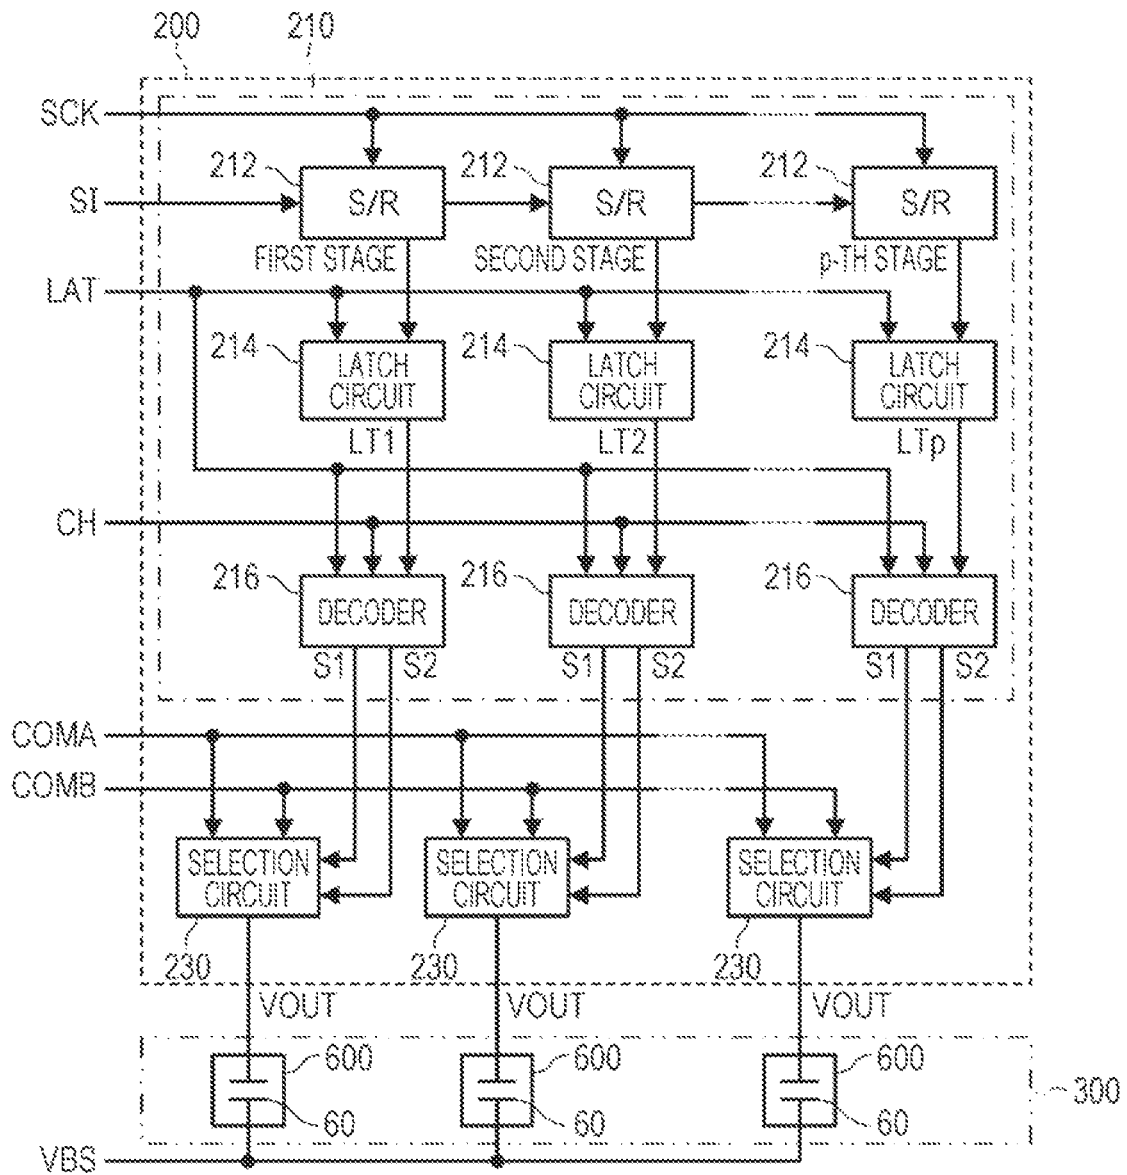 200
210
SCK
212
S/R
212
S/R
212
S/R
SI
FIRST STAGE
SECOND STAGE
p-TH STAGE
LAT
214
LATCH
CIRCUIT
214
LATCH
CIRCUIT
214
LATCH
CIRCUIT
LT1
LT2
LTp
CH
216
DECODER
216
DECODER
216
DECODER
S1
S2
S1
S2
S1
S2
COMA
COMB
SELECTION
CIRCUIT
SELECTION
CIRCUIT
SELECTION
CIRCUIT
230
230
230
VOUT
VOUT
VOUT
600
600
600
60
60
60
300
VBS